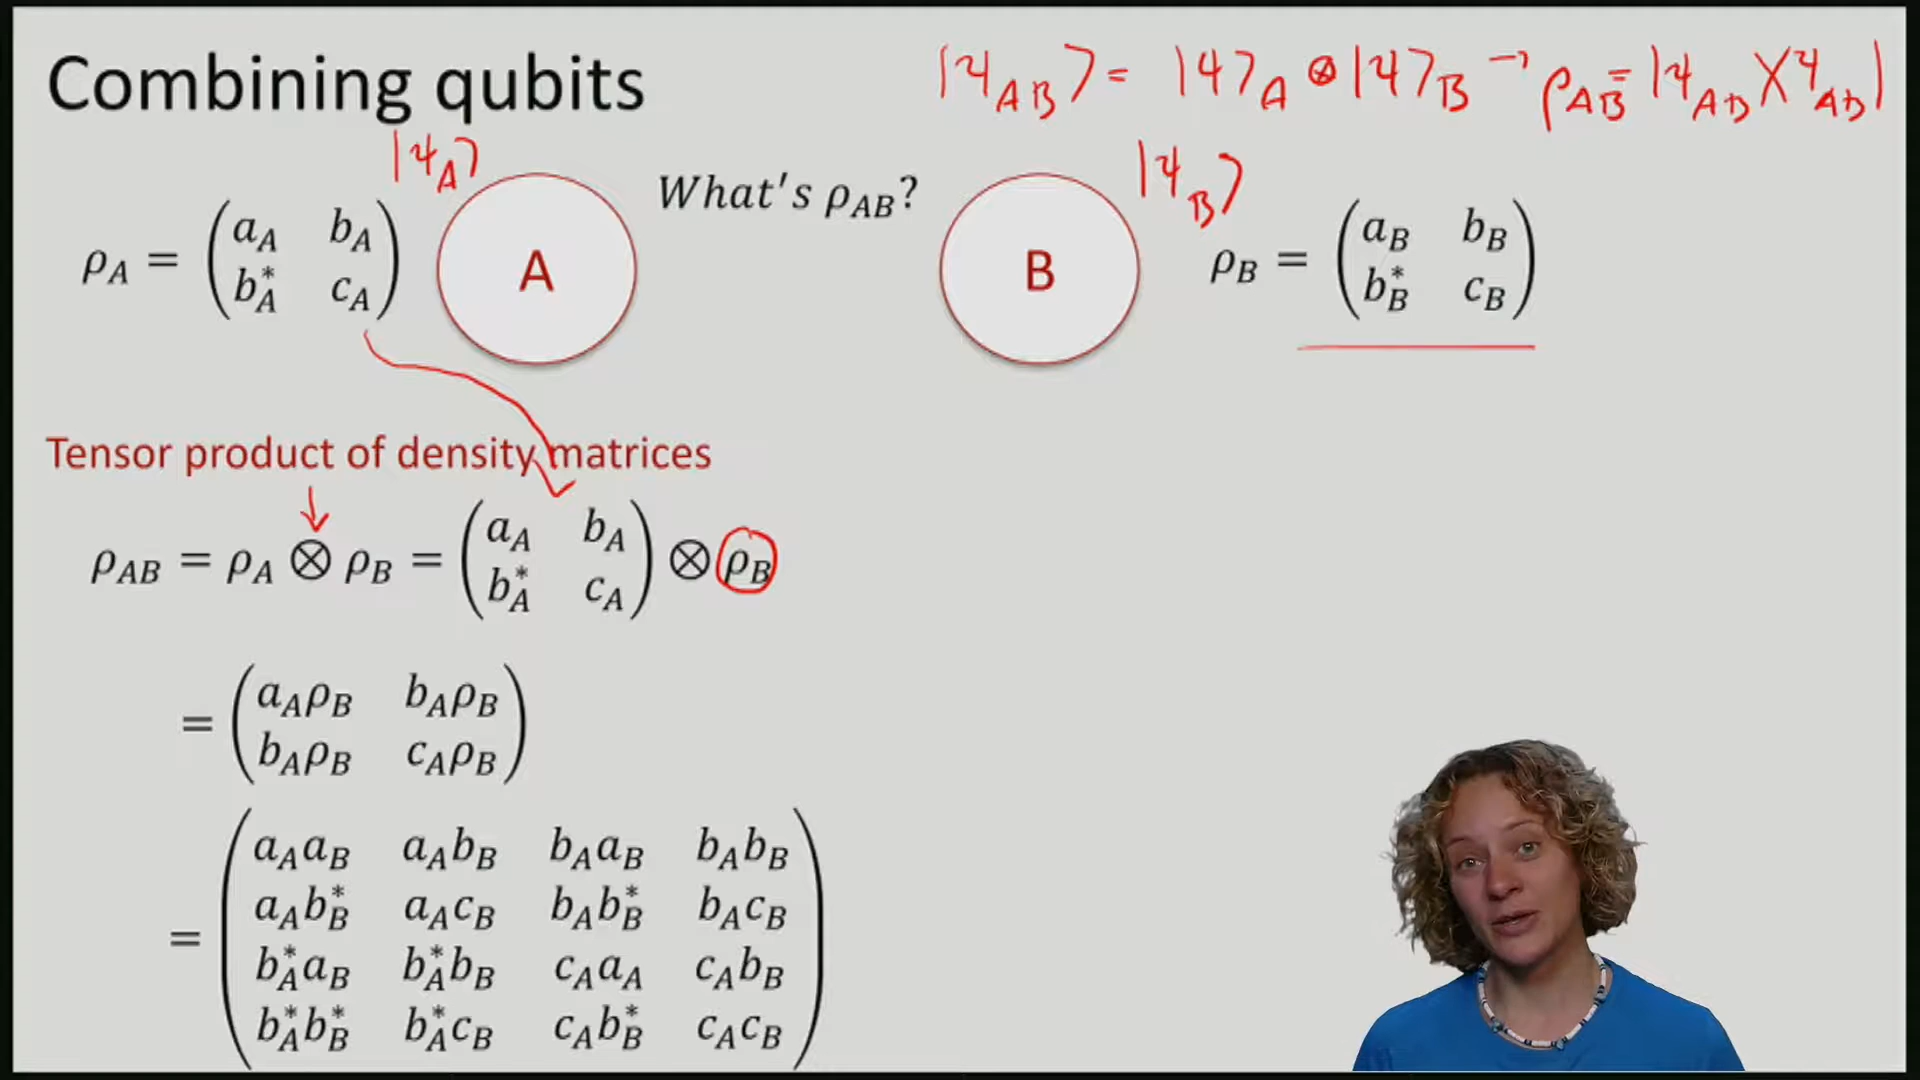 Combining qubits
|ψ_AB⟩ = |ψ⟩_A ⊗ |ψ⟩_B → ρ_AB = |ψ_AB⟩⟨ψ_AB|
|ψ_A⟩
What's ρ_AB?
|ψ_B⟩
ρ_A = ( a_A b_A
b_A^* c_A )
A
B
ρ_B = ( a_B b_B
b_B^* c_B )
Tensor product of density matrices
ρ_AB = ρ_A ⊗ ρ_B = ( a_A b_A
b_A^* c_A ) ⊗ ρ_B
= ( a_Aρ_B b_Aρ_B
b_Aρ_B c_Aρ_B )
= ( a_Aa_B a_Ab_B b_Aa_B b_Ab_B
a_Ab_B^* a_Ac_B b_Ab_B^* b_Ac_B
b_A^*a_B b_A^*b_B c_Aa_A c_Ab_B
b_A^*b_B^* b_A^*c_B c_Ab_B^* c_Ac_B )